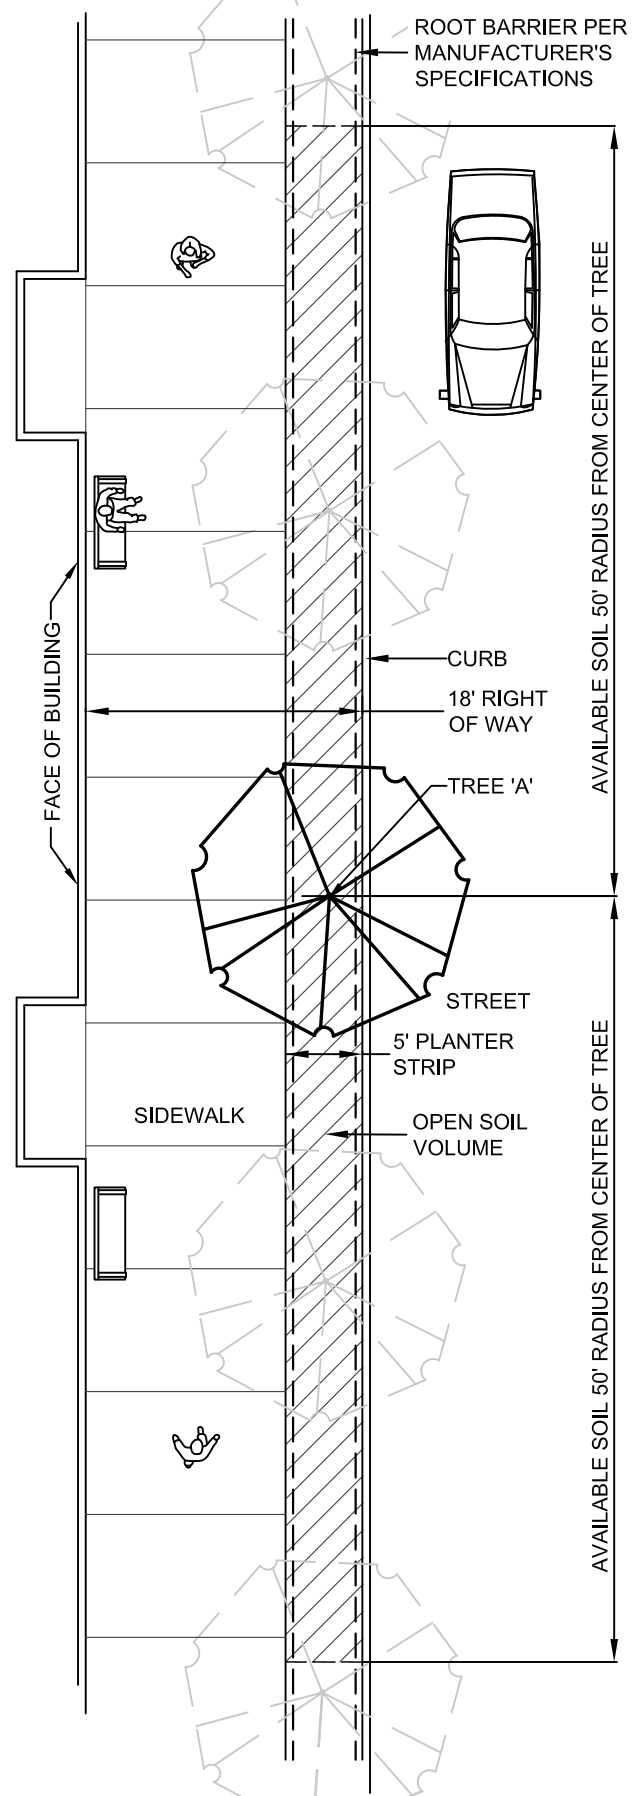 ROOT BARRIER PER
MANUFACTURER'S
SPECIFICATIONS
AVAILABLE SOIL 50' RADIUS FROM CENTER OF TREE
FACE OF BUILDING
CURB
18' RIGHT
OF WAY
TREE 'A'
STREET
5' PLANTER
STRIP
SIDEWALK
OPEN SOIL
VOLUME
AVAILABLE SOIL 50' RADIUS FROM CENTER OF TREE